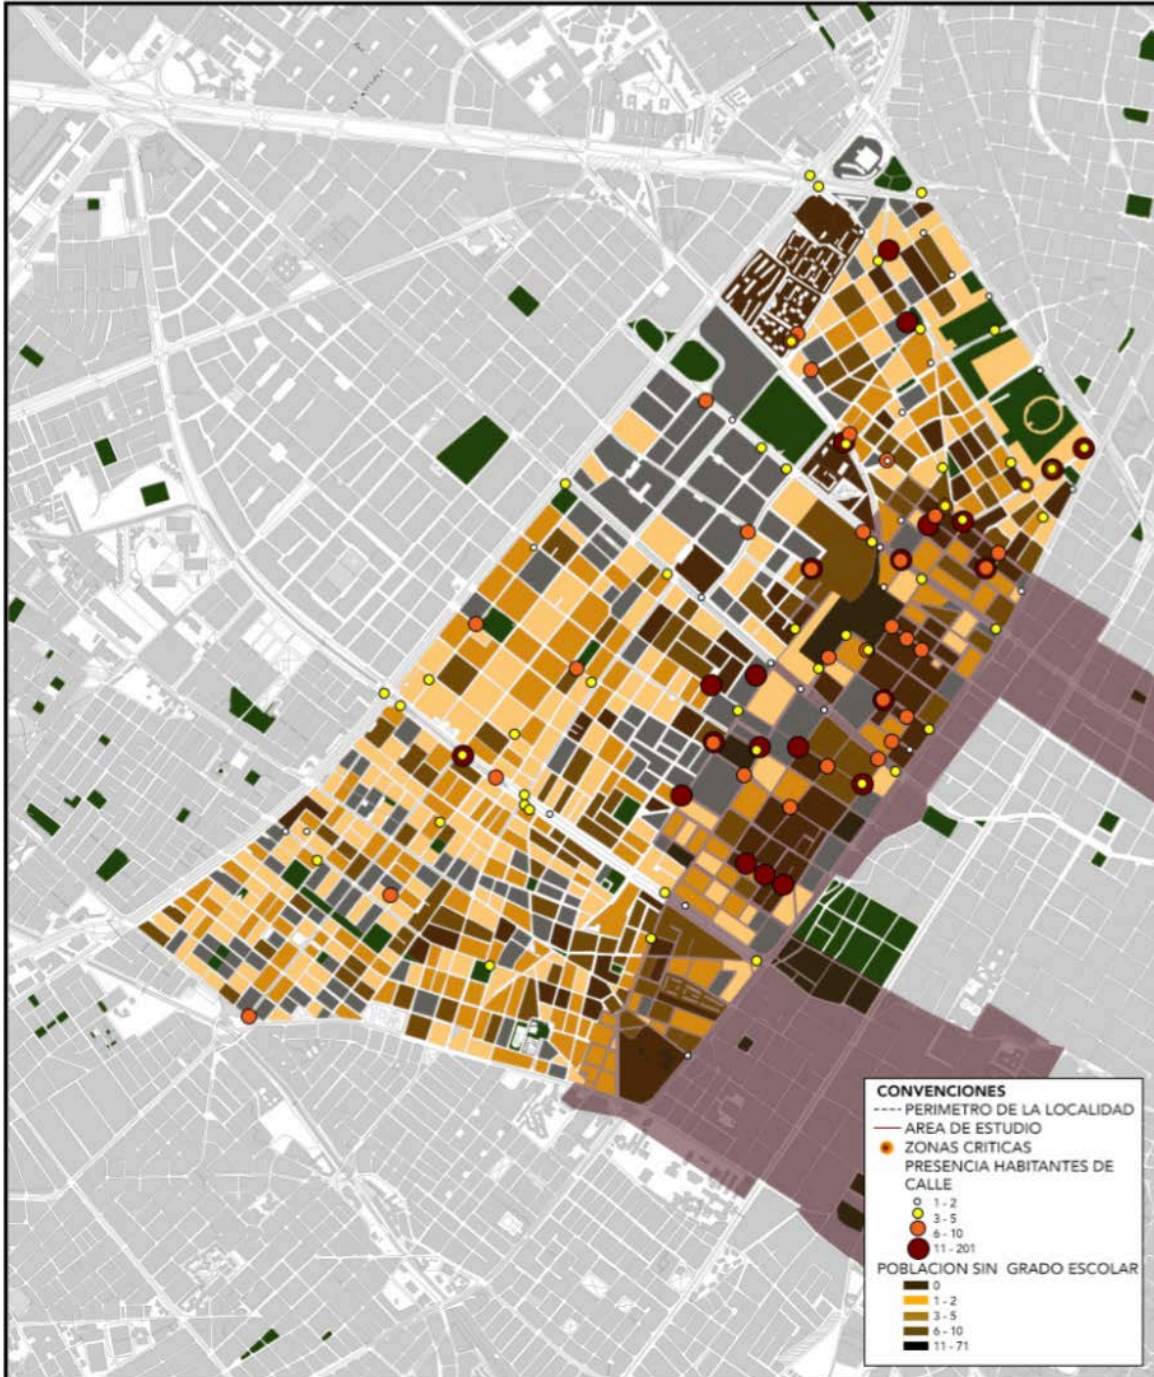 CONVENCIONES
PERIMETRO DE LA LOCALIDAD
AREA DE ESTUDIO
ZONAS CRITICAS
PRESENCIA HABITANTES DE
CALLE
1 - 2
3 - 5
6 - 10
11 - 201
POBLACION SIN GRADO ESCOLAR
0
1 - 2
3 - 5
6 - 10
11 - 71